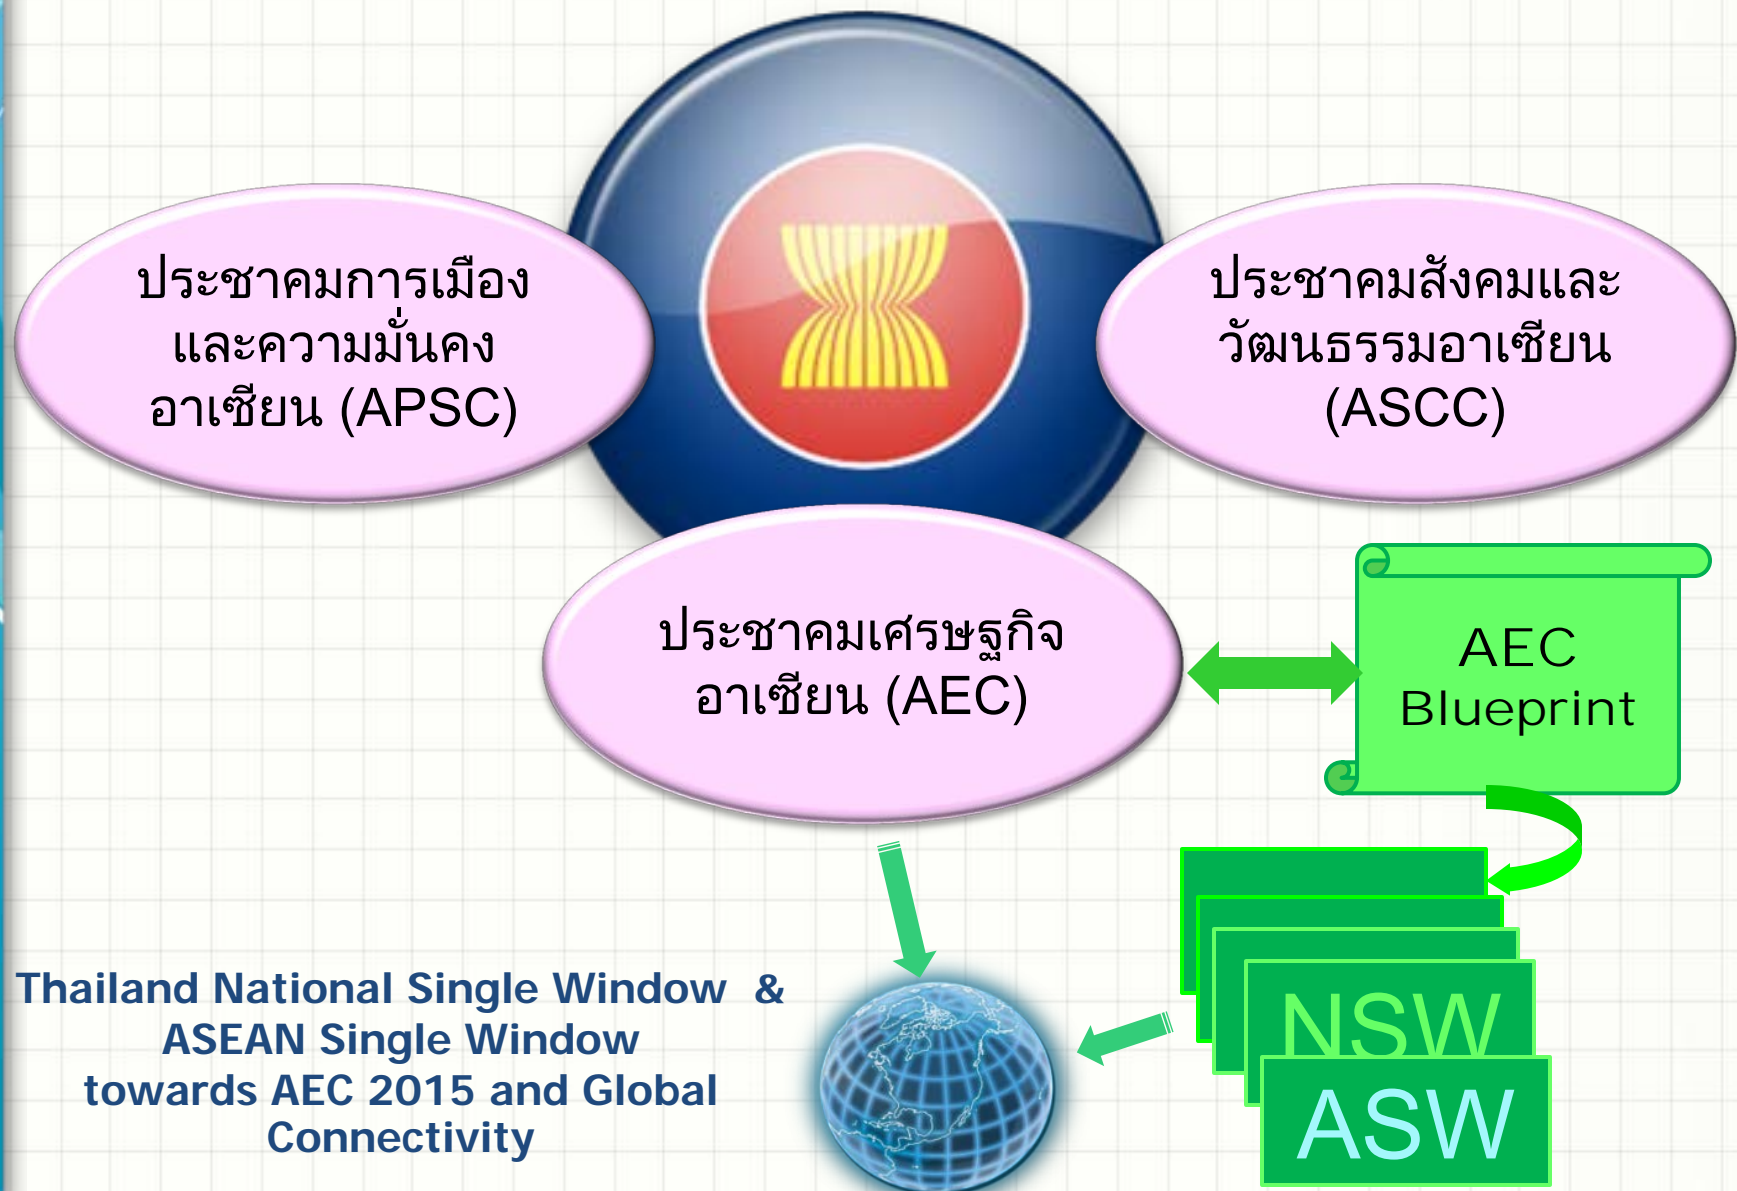 ประชาคมการเมือง
และความมั่นคง
อาเซียน (APSC)
ประชาคมสังคมและ
วัฒนธรรมอาเซียน
(ASCC)
ประชาคมเศรษฐกิจ
อาเซียน (AEC)
AEC
Blueprint
NSW
ASW
Thailand National Single Window &
ASEAN Single Window
towards AEC 2015 and Global
Connectivity